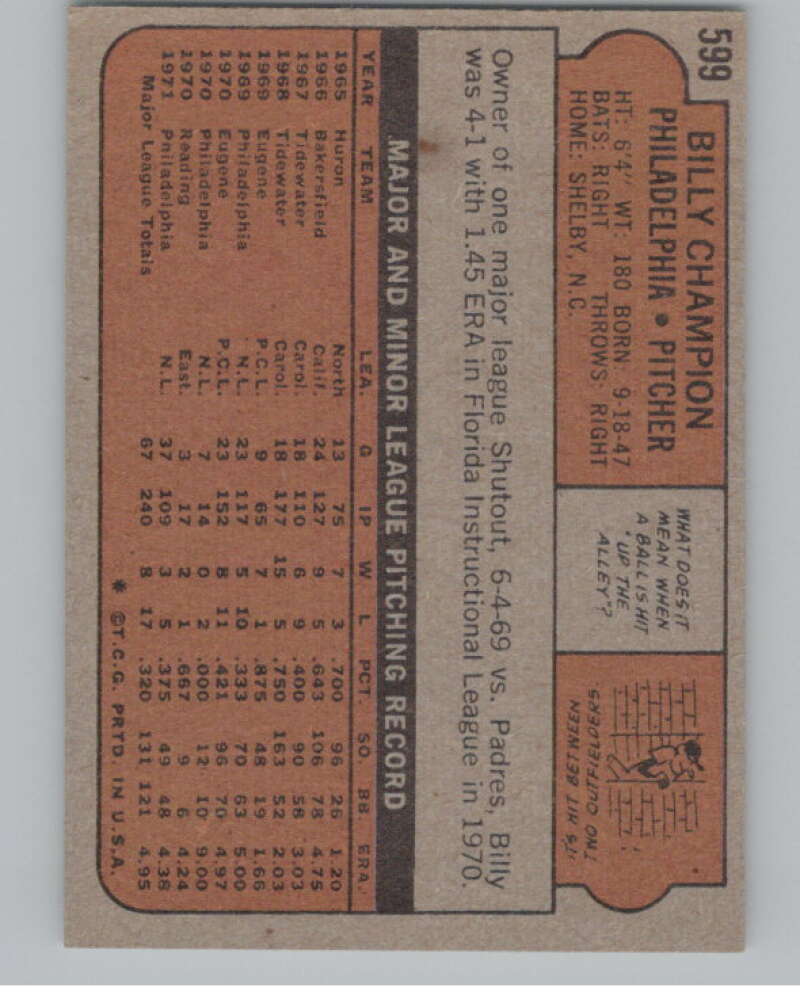 599
BILLY CHAMPION
PHILADELPHIA • PITCHER
HT: 6'4" WT: 180 BORN: 9-18-47
BATS: RIGHT THROWS: RIGHT
HOME: SHELBY, N.C.
WHAT DOES IT
MEAN WHEN
A BALL IS HIT
"UP THE
ALLEY"?
IT'S HIT BETWEEN
TWO OUTFIELDERS.
Owner of one major league Shutout, 6-4-69 vs. Padres, Billy
was 4-1 with 1.45 ERA in Florida Instructional League in 1970.
MAJOR AND MINOR LEAGUE PITCHING RECORD
YEAR TEAM LEA. G IP W L PCT. SO. BB. ERA.
1965 Huron North 13 75 7 3 .700 96 26 1.20
1966 Bakersfield Calif. 24 127 9 5 .643 106 78 4.75
1967 Tidewater Carol. 18 110 6 9 .400 90 58 3.03
1968 Tidewater Carol. 18 177 15 5 .750 163 52 2.03
1969 Eugene P.C.L. 9 65 7 1 .875 48 19 1.66
1969 Philadelphia N.L. 23 117 5 10 .333 70 63 5.00
1970 Eugene P.C.L. 23 152 8 11 .421 96 70 4.97
1970 Philadelphia N.L. 7 14 0 2 .000 12 10 9.00
1970 Reading East. 3 17 2 1 .667 9 6 4.24
1971 Philadelphia N.L. 37 109 3 5 .375 49 48 4.38
Major League Totals 67 240 8 17 .320 131 121 4.95
* ©T.C.G. PRTD. IN U.S.A.